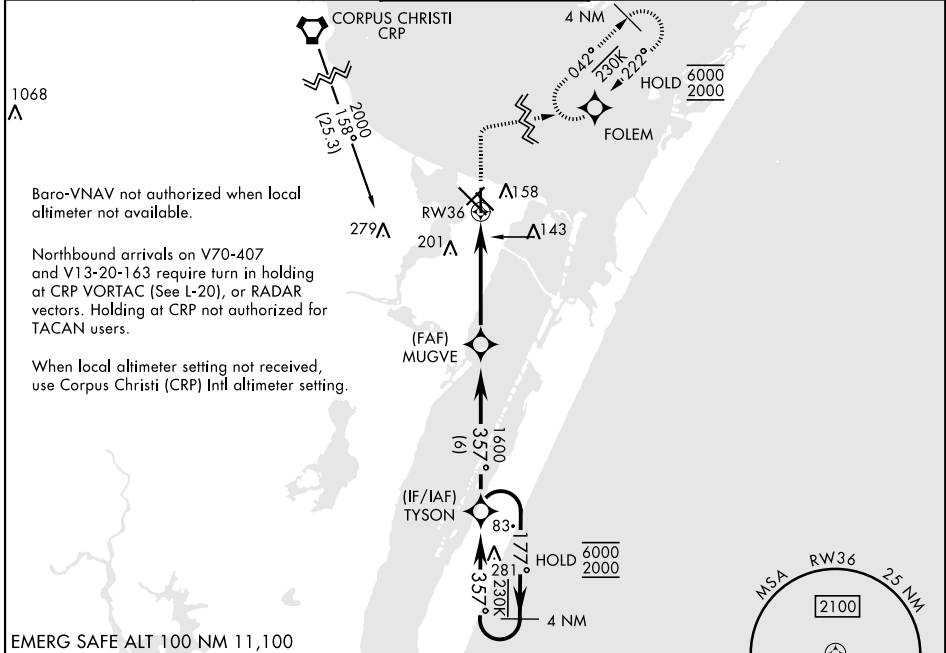 CORPUS CHRISTI
CRP
4 NM
042°
230K
222°
HOLD 6000
2000
FOLEM
1068
2000
158°
(25.3)
Baro-VNAV not authorized when local
altimeter not available.
RW36
158
279
201
143
Northbound arrivals on V70-407
and V13-20-163 require turn in holding
at CRP VORTAC (See L-20), or RADAR
vectors. Holding at CRP not authorized for
TACAN users.
(FAF)
MUGVE
When local altimeter setting not received,
use Corpus Christi (CRP) Intl altimeter setting.
1600
357°
(6)
(IF/IAF)
TYSON
83
177°
HOLD 6000
2000
281
357°
230K
4 NM
MSA RW36 25 NM
2100
EMERG SAFE ALT 100 NM 11,100